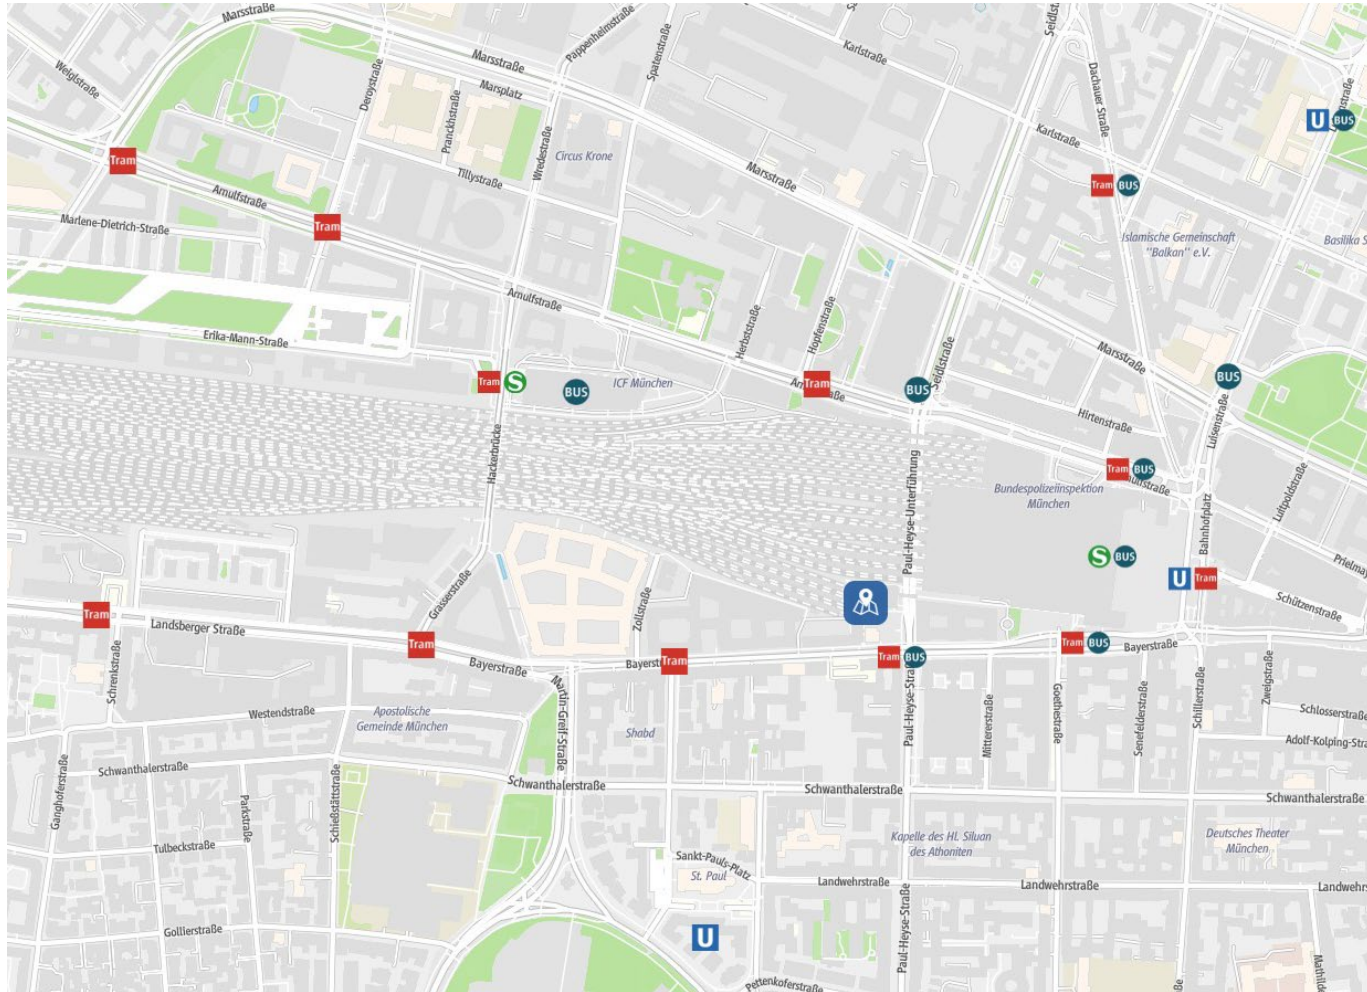 Marsstraße
Pappenheimstraße
Spatenstraße
Karlstraße
Seidlstraße
Weiglstraße
Deroystraße
Marsstraße
Marsplatz
Dachauer Straße
Pranckhstraße
Wredestraße
Circus Krone
U
BUS
Karlstraße
Tram
Tillystraße
Marsstraße
Tram
BUS
Arnulfstraße
Marlene-Dietrich-Straße
Tram
Islamische Gemeinschaft
"Balkan" e.V.
Basilika S
Arnulfstraße
Erika-Mann-Straße
Herbststraße
Hopfenstraße
Seidlstraße
Marsstraße
Tram
S
BUS
ICF München
Tram
BUS
BUS
Hirtenstraße
Luisenstraße
Hackerbrücke
Paul-Heyse-Unterführung
Bundespolizeiinspektion
München
Tram
BUS
Luitpoldstraße
Bahnhofplatz
S
BUS
Prielmay
U
Tram
Schützenstraße
Grasserstraße
Zollstraße
Tram
Landsberger Straße
Tram
Bayerstraße
Tram
Tram
BUS
Tram
BUS
Bayerstraße
Schrenkstraße
Martin-Greif-Straße
Paul-Heyse-Straße
Mittererstraße
Goethestraße
Senefelderstraße
Schillerstraße
Zweigstraße
Westendstraße
Apostolische
Gemeinde München
Shabd
Schlosserstraße
Adolf-Kolping-Stra
Schwanthalerstraße
Schwanthalerstraße
Schwanthalerstraße
Schwanthalerstraße
Ganghoferstraße
Parkstraße
Schießstättstraße
Tulbeckstraße
Kapelle des Hl. Siluan
des Athoniten
Deutsches Theater
München
Sankt-Pauls-Platz
St. Paul
Landwehrstraße
Landwehrstraße
Landwehrs
Gollierstraße
U
Paul-Heyse-Straße
Pettenkoferstraße
Mathilde